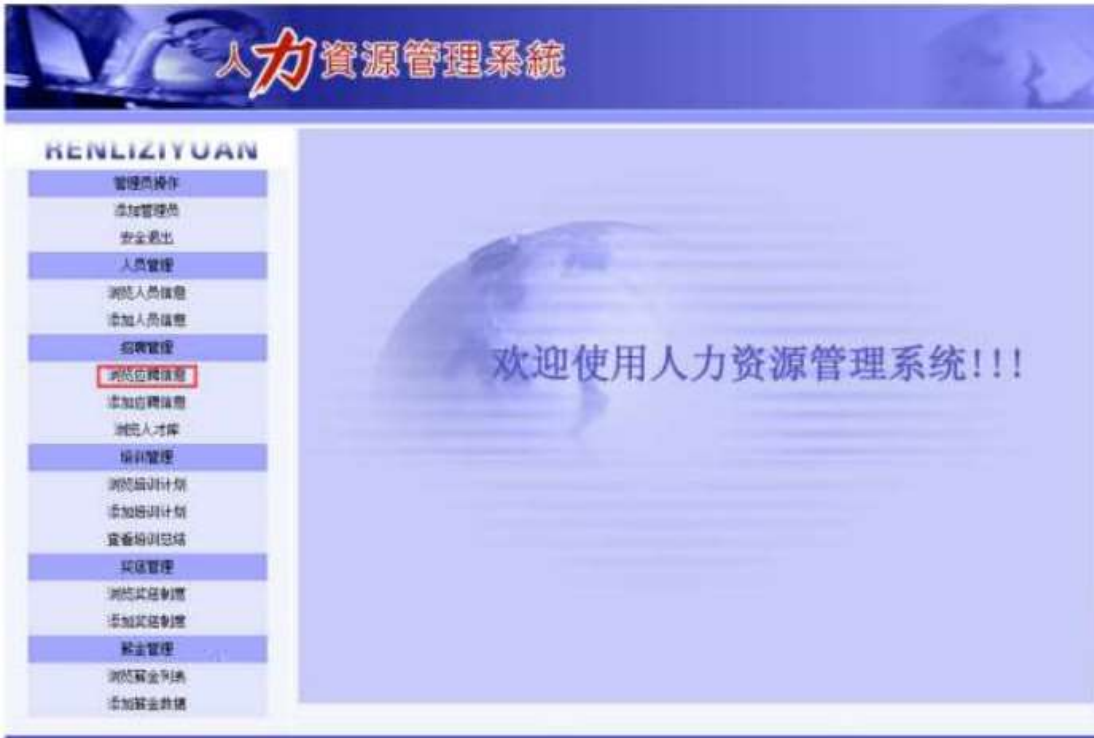 人力資源管理系統
RENLIZIYUAN
管理员操作
添加管理员
安全退出
人员管理
浏览人员信息
添加人员信息
招聘管理
浏览应聘信息
添加应聘信息
浏览人才库
培训管理
浏览培训计划
添加培训计划
查看培训总结
奖惩管理
浏览奖惩制度
添加奖惩制度
薪金管理
浏览薪金列表
添加薪金数据
欢迎使用人力资源管理系统!!!